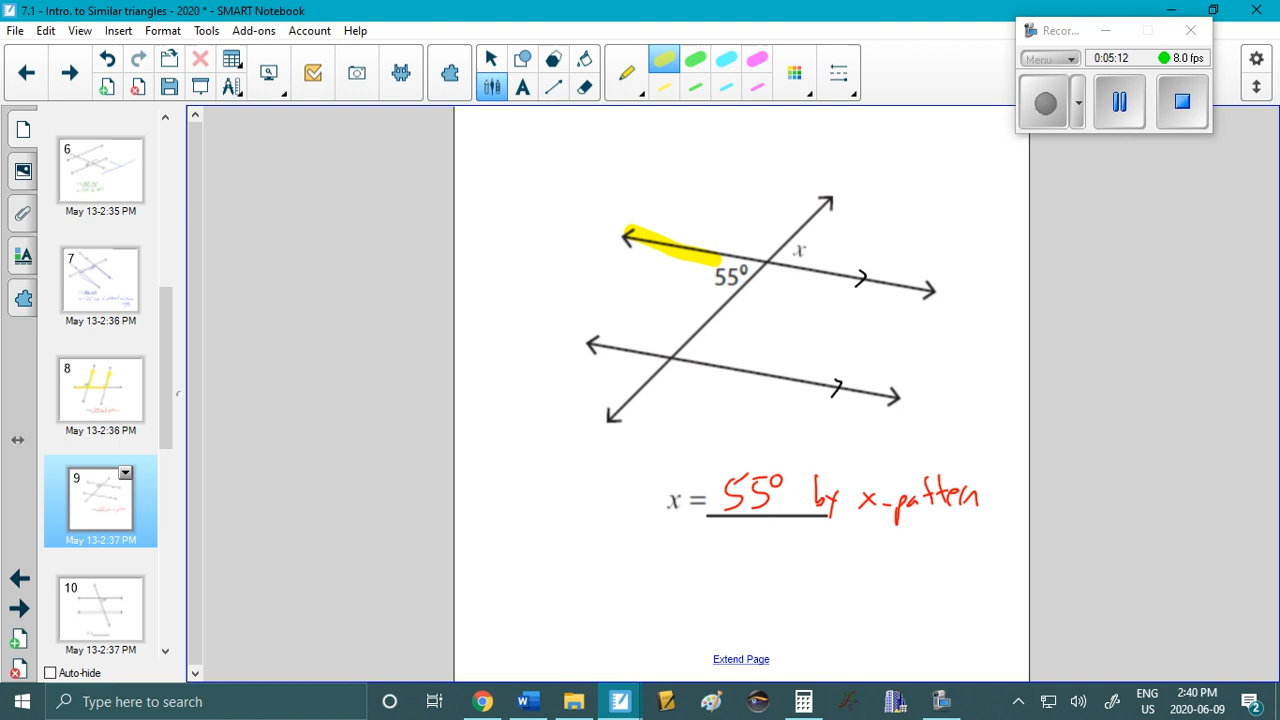 7.1 - Intro. to Similar triangles - 2020 * - SMART Notebook
Recor...
File Edit View Insert Format Tools Add-ons Account Help
Menu 0:05:12 8.0 fps
6
May 13-2:35 PM
7
May 13-2:36 PM
8
May 13-2:36 PM
9
May 13-2:37 PM
10
May 13-2:37 PM
Auto-hide
x
55°
x = 55° by x-pattern
Extend Page
Type here to search
ENG
US
2:40 PM
2020-06-09
2